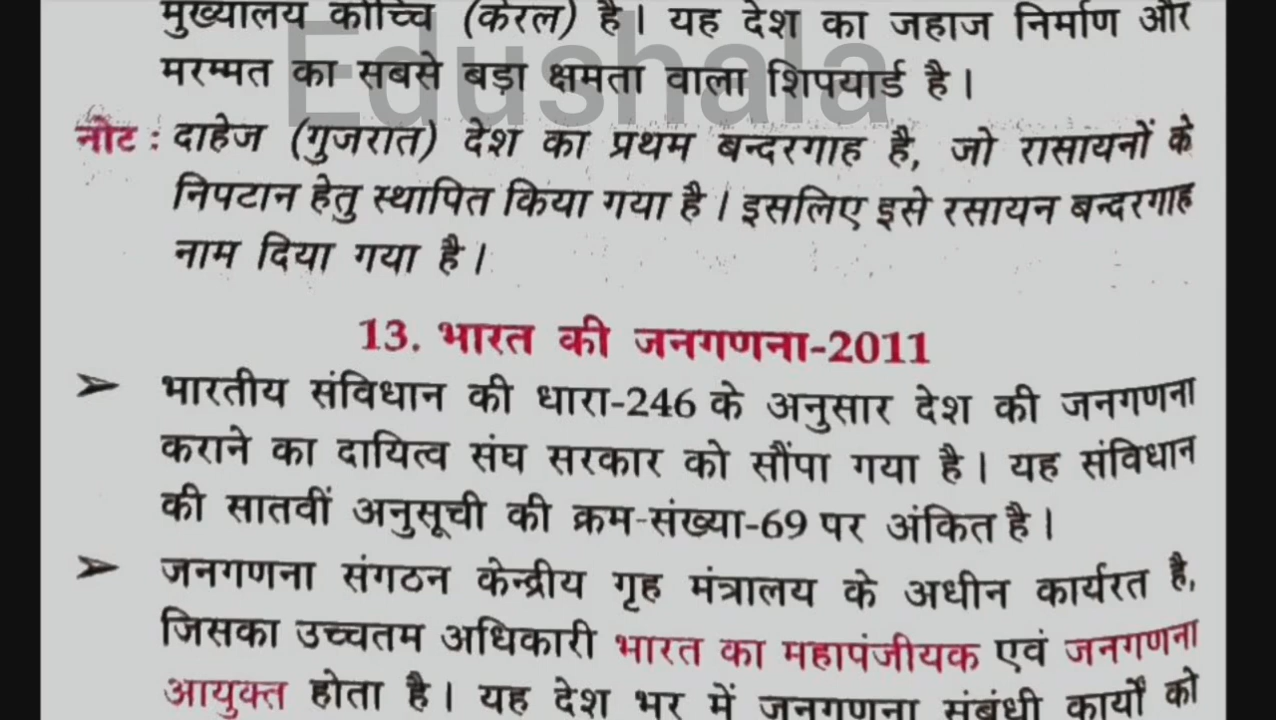 मुख्यालय कोच्चि (केरल) है। यह देश का जहाज निर्माण और
Edushala
मरम्मत का सबसे बड़ा क्षमता वाला शिपयार्ड है।
नोट : दाहेज (गुजरात) देश का प्रथम बन्दरगाह है, जो रासायनों के
निपटान हेतु स्थापित किया गया है। इसलिए इसे रसायन बन्दरगाह
नाम दिया गया है।
13. भारत की जनगणना-2011
➢ भारतीय संविधान की धारा-246 के अनुसार देश की जनगणना
कराने का दायित्व संघ सरकार को सौंपा गया है। यह संविधान
की सातवीं अनुसूची की क्रम-संख्या-69 पर अंकित है।
➢ जनगणना संगठन केन्द्रीय गृह मंत्रालय के अधीन कार्यरत है,
जिसका उच्चतम अधिकारी भारत का महापंजीयक एवं जनगणना
आयुक्त होता है। यह देश भर में जनगणना संबंधी कार्यों को